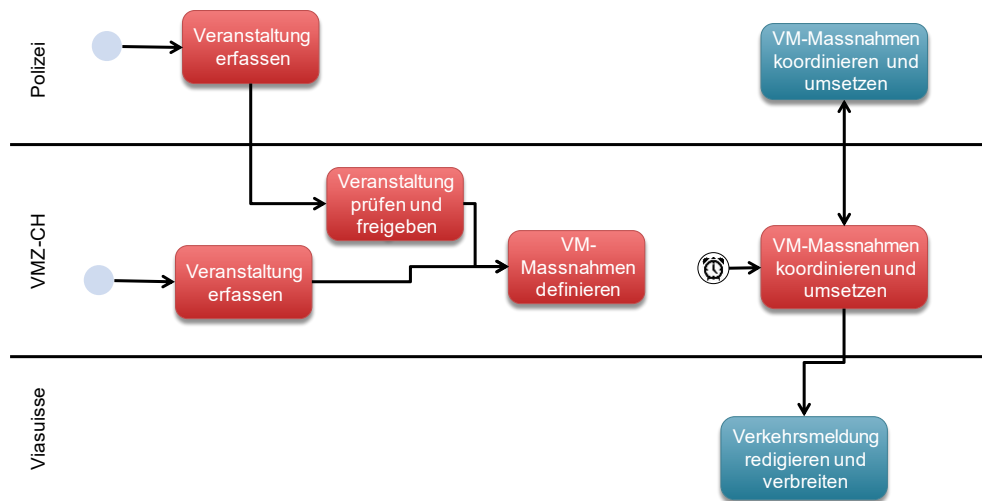 Polizei
Veranstaltung
erfassen
VM-Massnahmen
koordinieren und
umsetzen
VMZ-CH
Veranstaltung
prüfen und
freigeben
Veranstaltung
erfassen
VM-
Massnahmen
definieren
VM-Massnahmen
koordinieren und
umsetzen
Viasuisse
Verkehrsmeldung
redigieren und
verbreiten